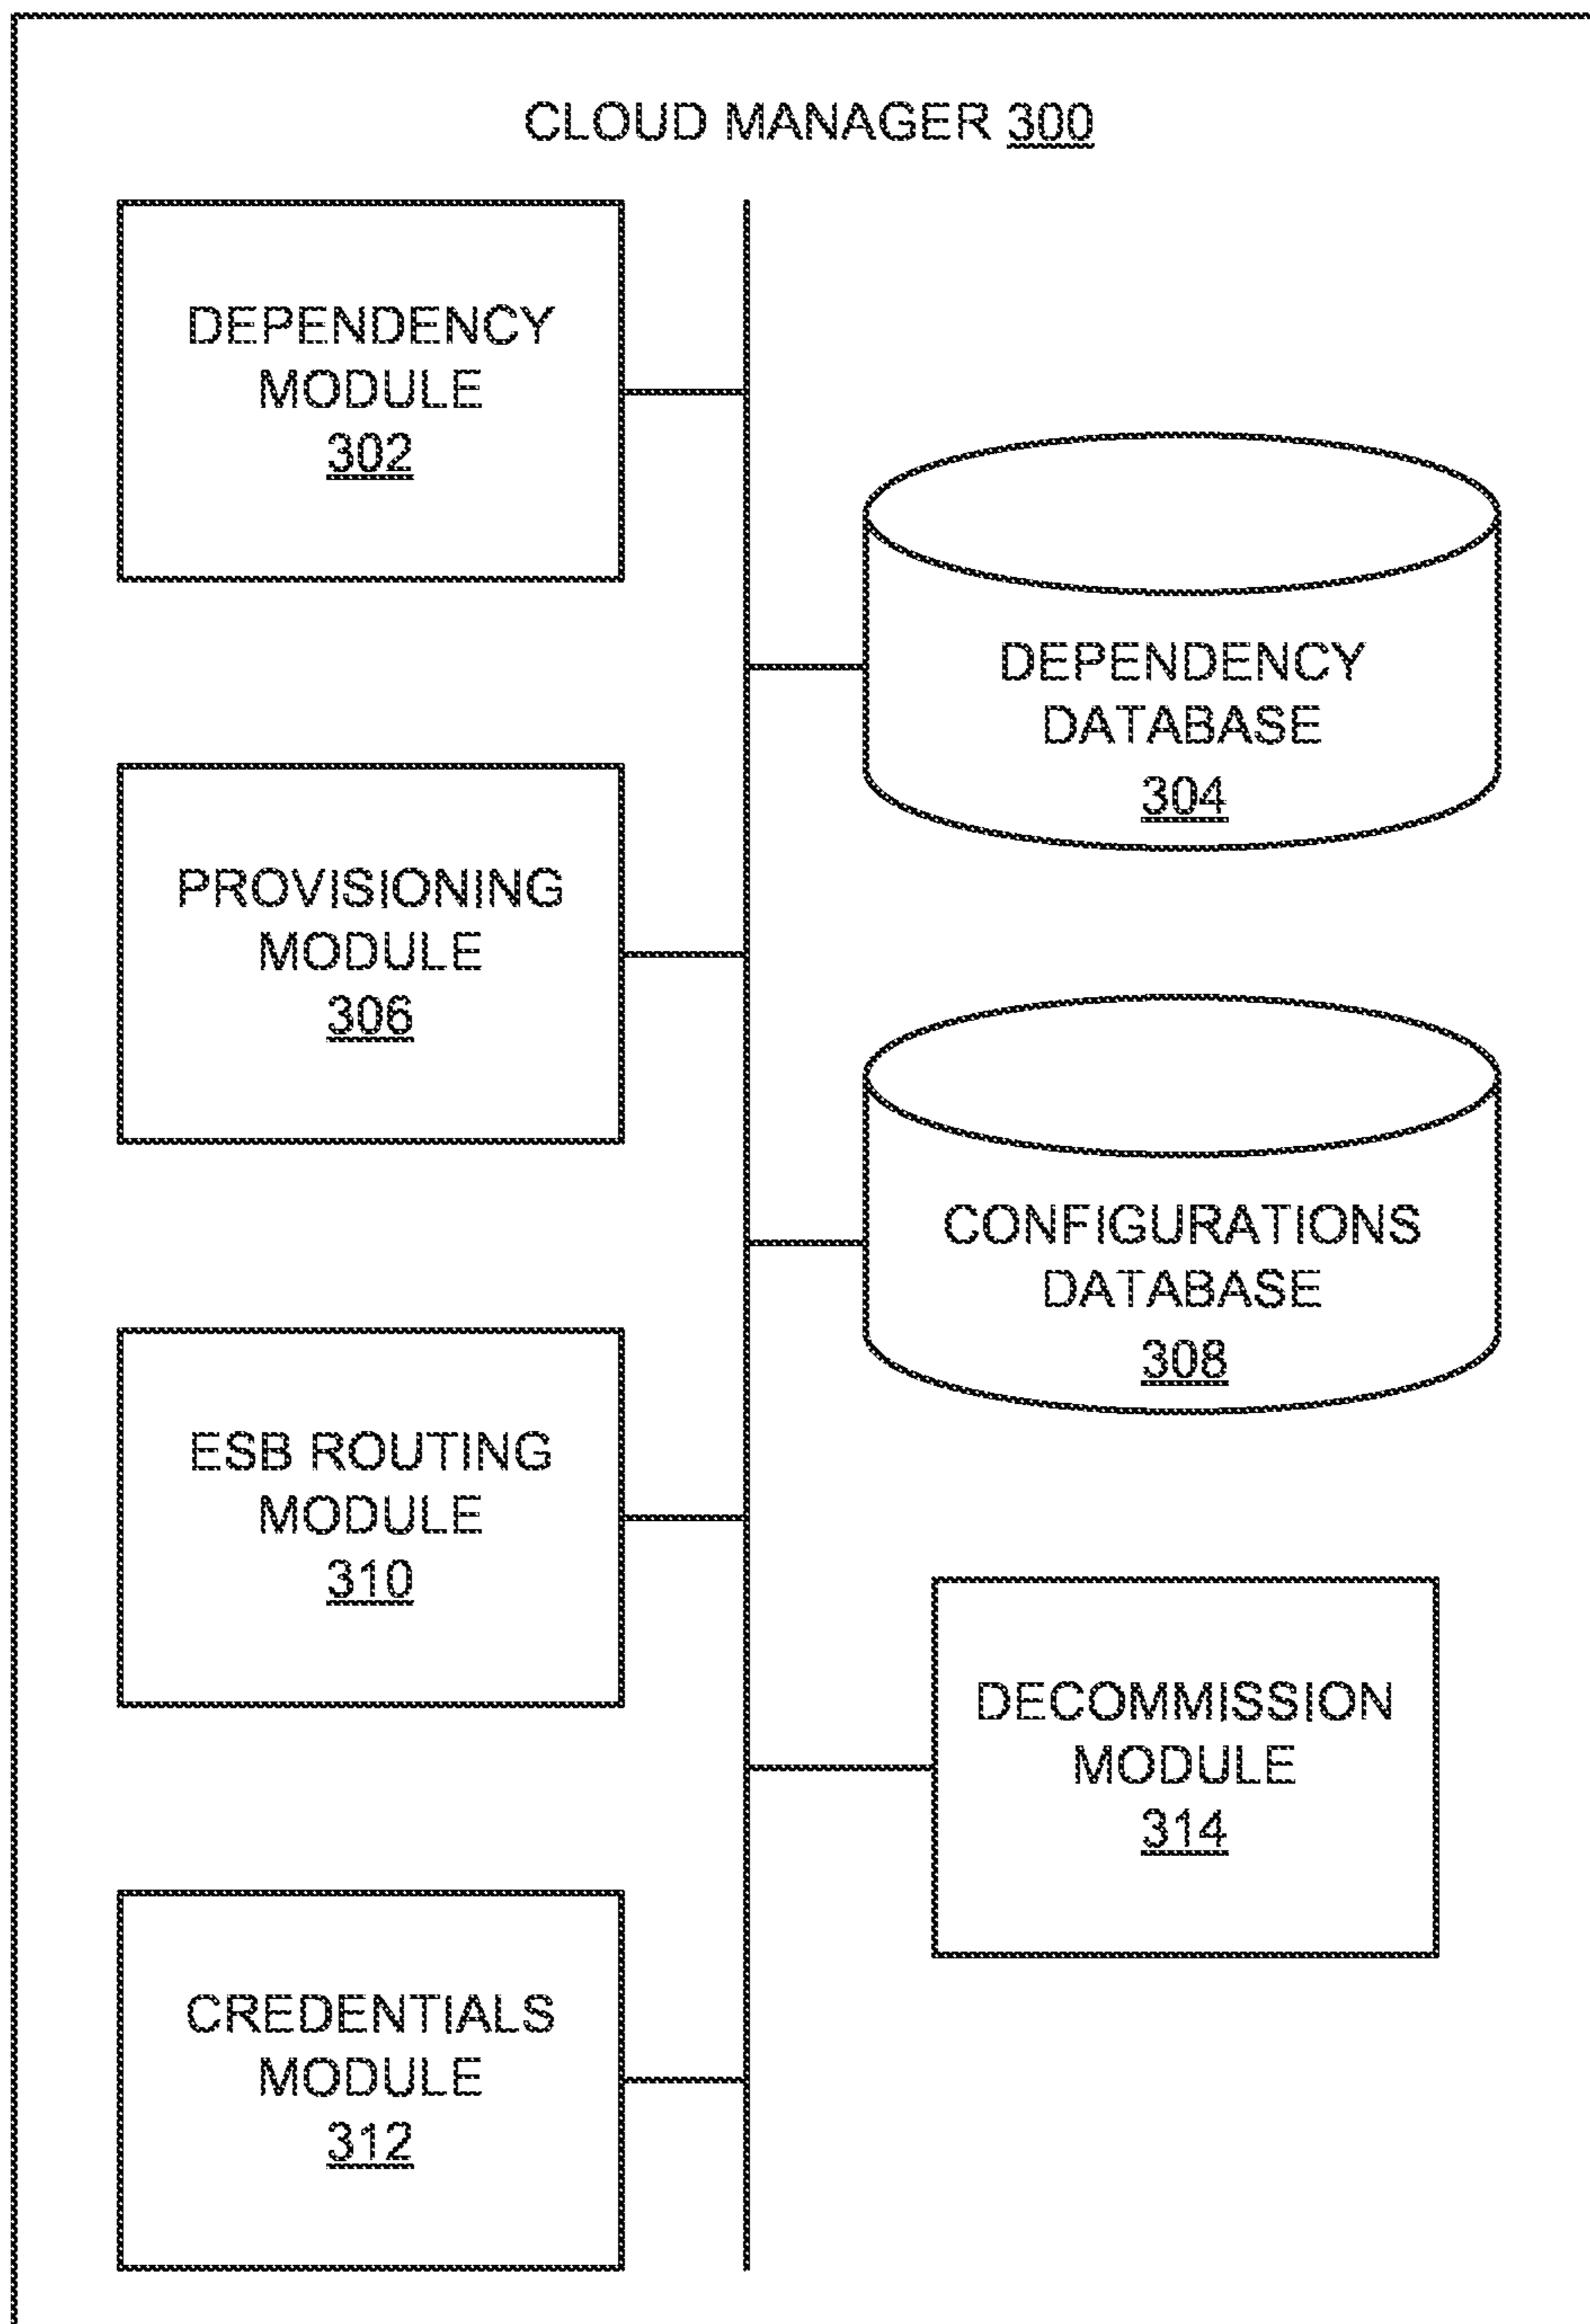 CLOUD MANAGER 300
DEPENDENCY
MODULE
302
DEPENDENCY
DATABASE
304
PROVISIONING
MODULE
306
CONFIGURATIONS
DATABASE
308
ESB ROUTING
MODULE
310
DECOMMISSION
MODULE
314
CREDENTIALS
MODULE
312